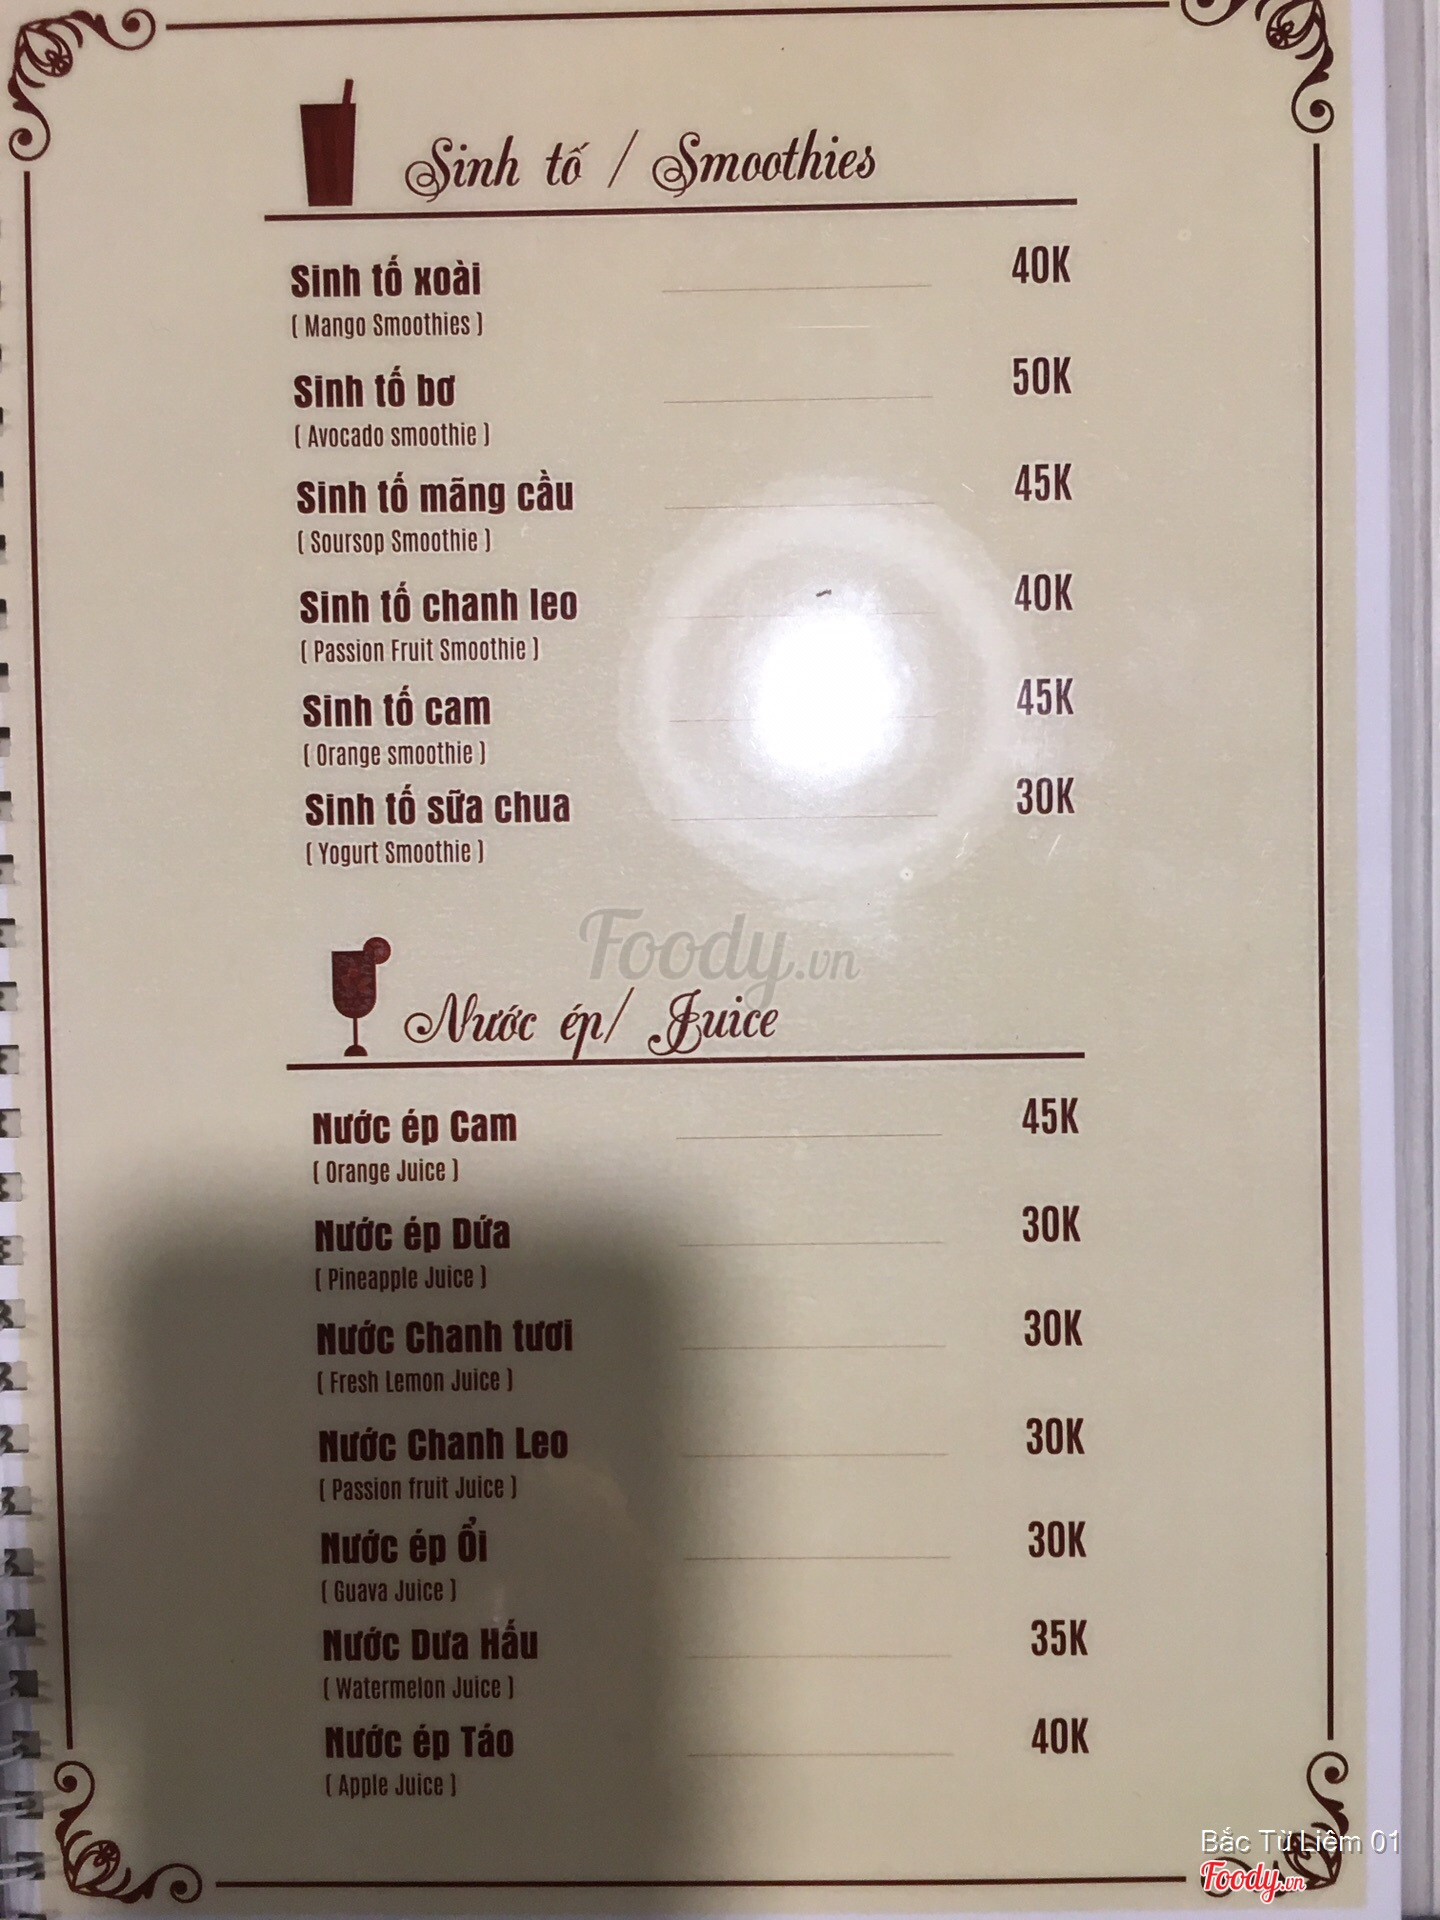 Sinh tố / Smoothies
Sinh tố xoài 40K
( Mango Smoothies )
Sinh tố bơ 50K
( Avocado smoothie )
Sinh tố mãng cầu 45K
( Soursop Smoothie )
Sinh tố chanh leo 40K
( Passion Fruit Smoothie )
Sinh tố cam 45K
( Orange smoothie )
Sinh tố sữa chua 30K
( Yogurt Smoothie )
Foody.vn
Nước ép/ Juice
Nước ép Cam 45K
( Orange Juice )
Nước ép Dứa 30K
( Pineapple Juice )
Nước Chanh tươi 30K
( Fresh Lemon Juice )
Nước Chanh Leo 30K
( Passion fruit Juice )
Nước ép Ổi 30K
( Guava Juice )
Nước Dưa Hấu 35K
( Watermelon Juice )
Nước ép Táo 40K
( Apple Juice )
Bắc Từ Liêm 01
Foody.vn